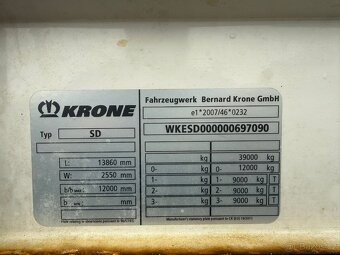 KRONE
Typ SD
L: 13860 mm
W: 2550 mm
b/b MAX.: 12000 mm
b MIN.: mm
Fahrzeugwerk Bernard Krone GmbH
e1*2007/46*0232
WKESD000000697090
kg 39000 kg
0- kg 0- 12000 kg
1- kg 1- 9000 kg T
2- kg 2- 9000 kg T
3- kg 3- 9000 kg T